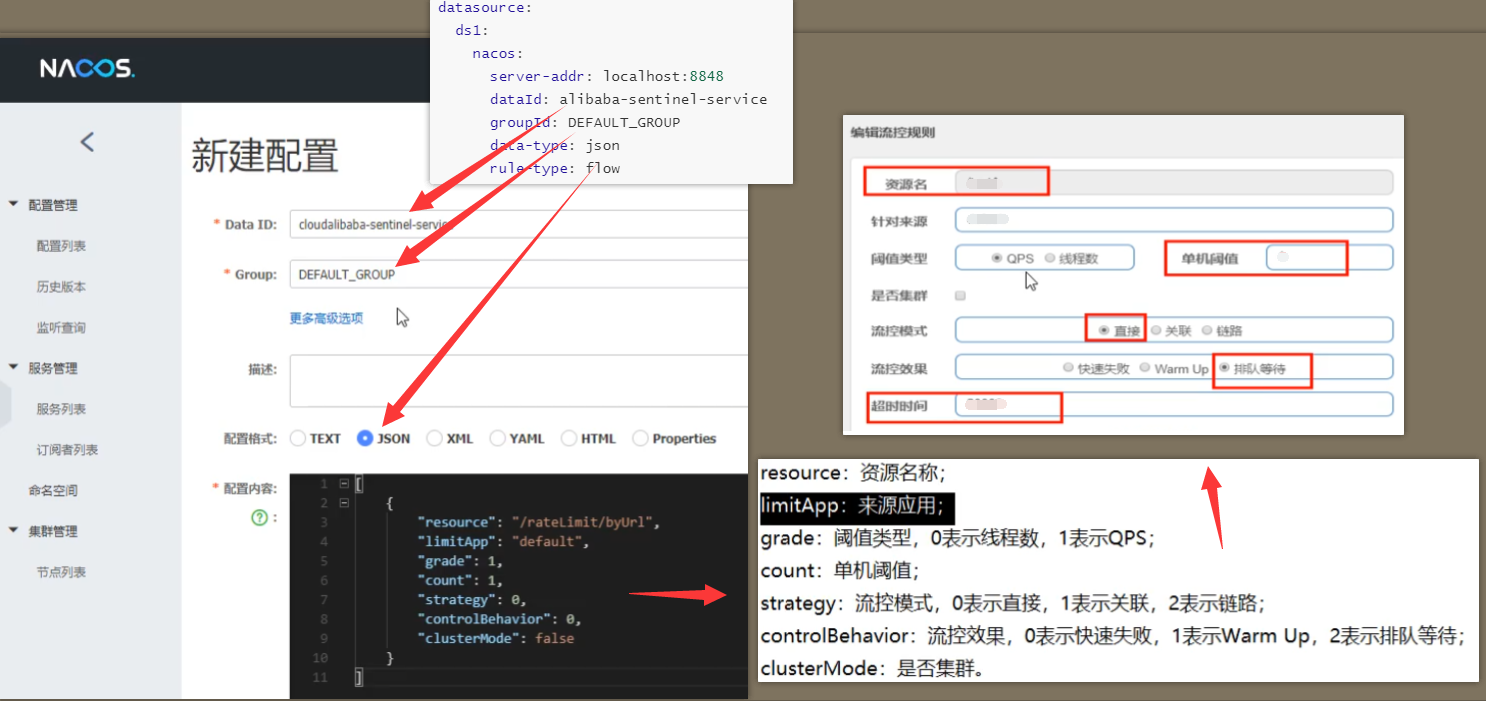 datasource:
ds1:
nacos:
server-addr: localhost:8848
dataId: alibaba-sentinel-service
groupId: DEFAULT_GROUP
data-type: json
rule-type: flow
NACOS.
新建配置
配置管理
配置列表
历史版本
监听查询
服务管理
服务列表
订阅者列表
命名空间
集群管理
节点列表
* Data ID: cloudalibaba-sentinel-service
* Group: DEFAULT_GROUP
更多高级选项
描述:
配置格式: TEXT JSON XML YAML HTML Properties
* 配置内容:
? :
1 [
2 {
3 "resource": "/rateLimit/byUrl",
4 "limitApp": "default",
5 "grade": 1,
6 "count": 1,
7 "strategy": 0,
8 "controlBehavior": 0,
9 "clusterMode": false
10 }
11 ]
编辑流控规则
资源名
针对来源
阈值类型 QPS 线程数 单机阈值
是否集群
流控模式 直接 关联 链路
流控效果 快速失败 Warm Up 排队等待
超时时间
resource：资源名称；
limitApp：来源应用；
grade：阈值类型，0表示线程数，1表示QPS；
count：单机阈值；
strategy：流控模式，0表示直接，1表示关联，2表示链路；
controlBehavior：流控效果，0表示快速失败，1表示Warm Up，2表示排队等待；
clusterMode：是否集群。